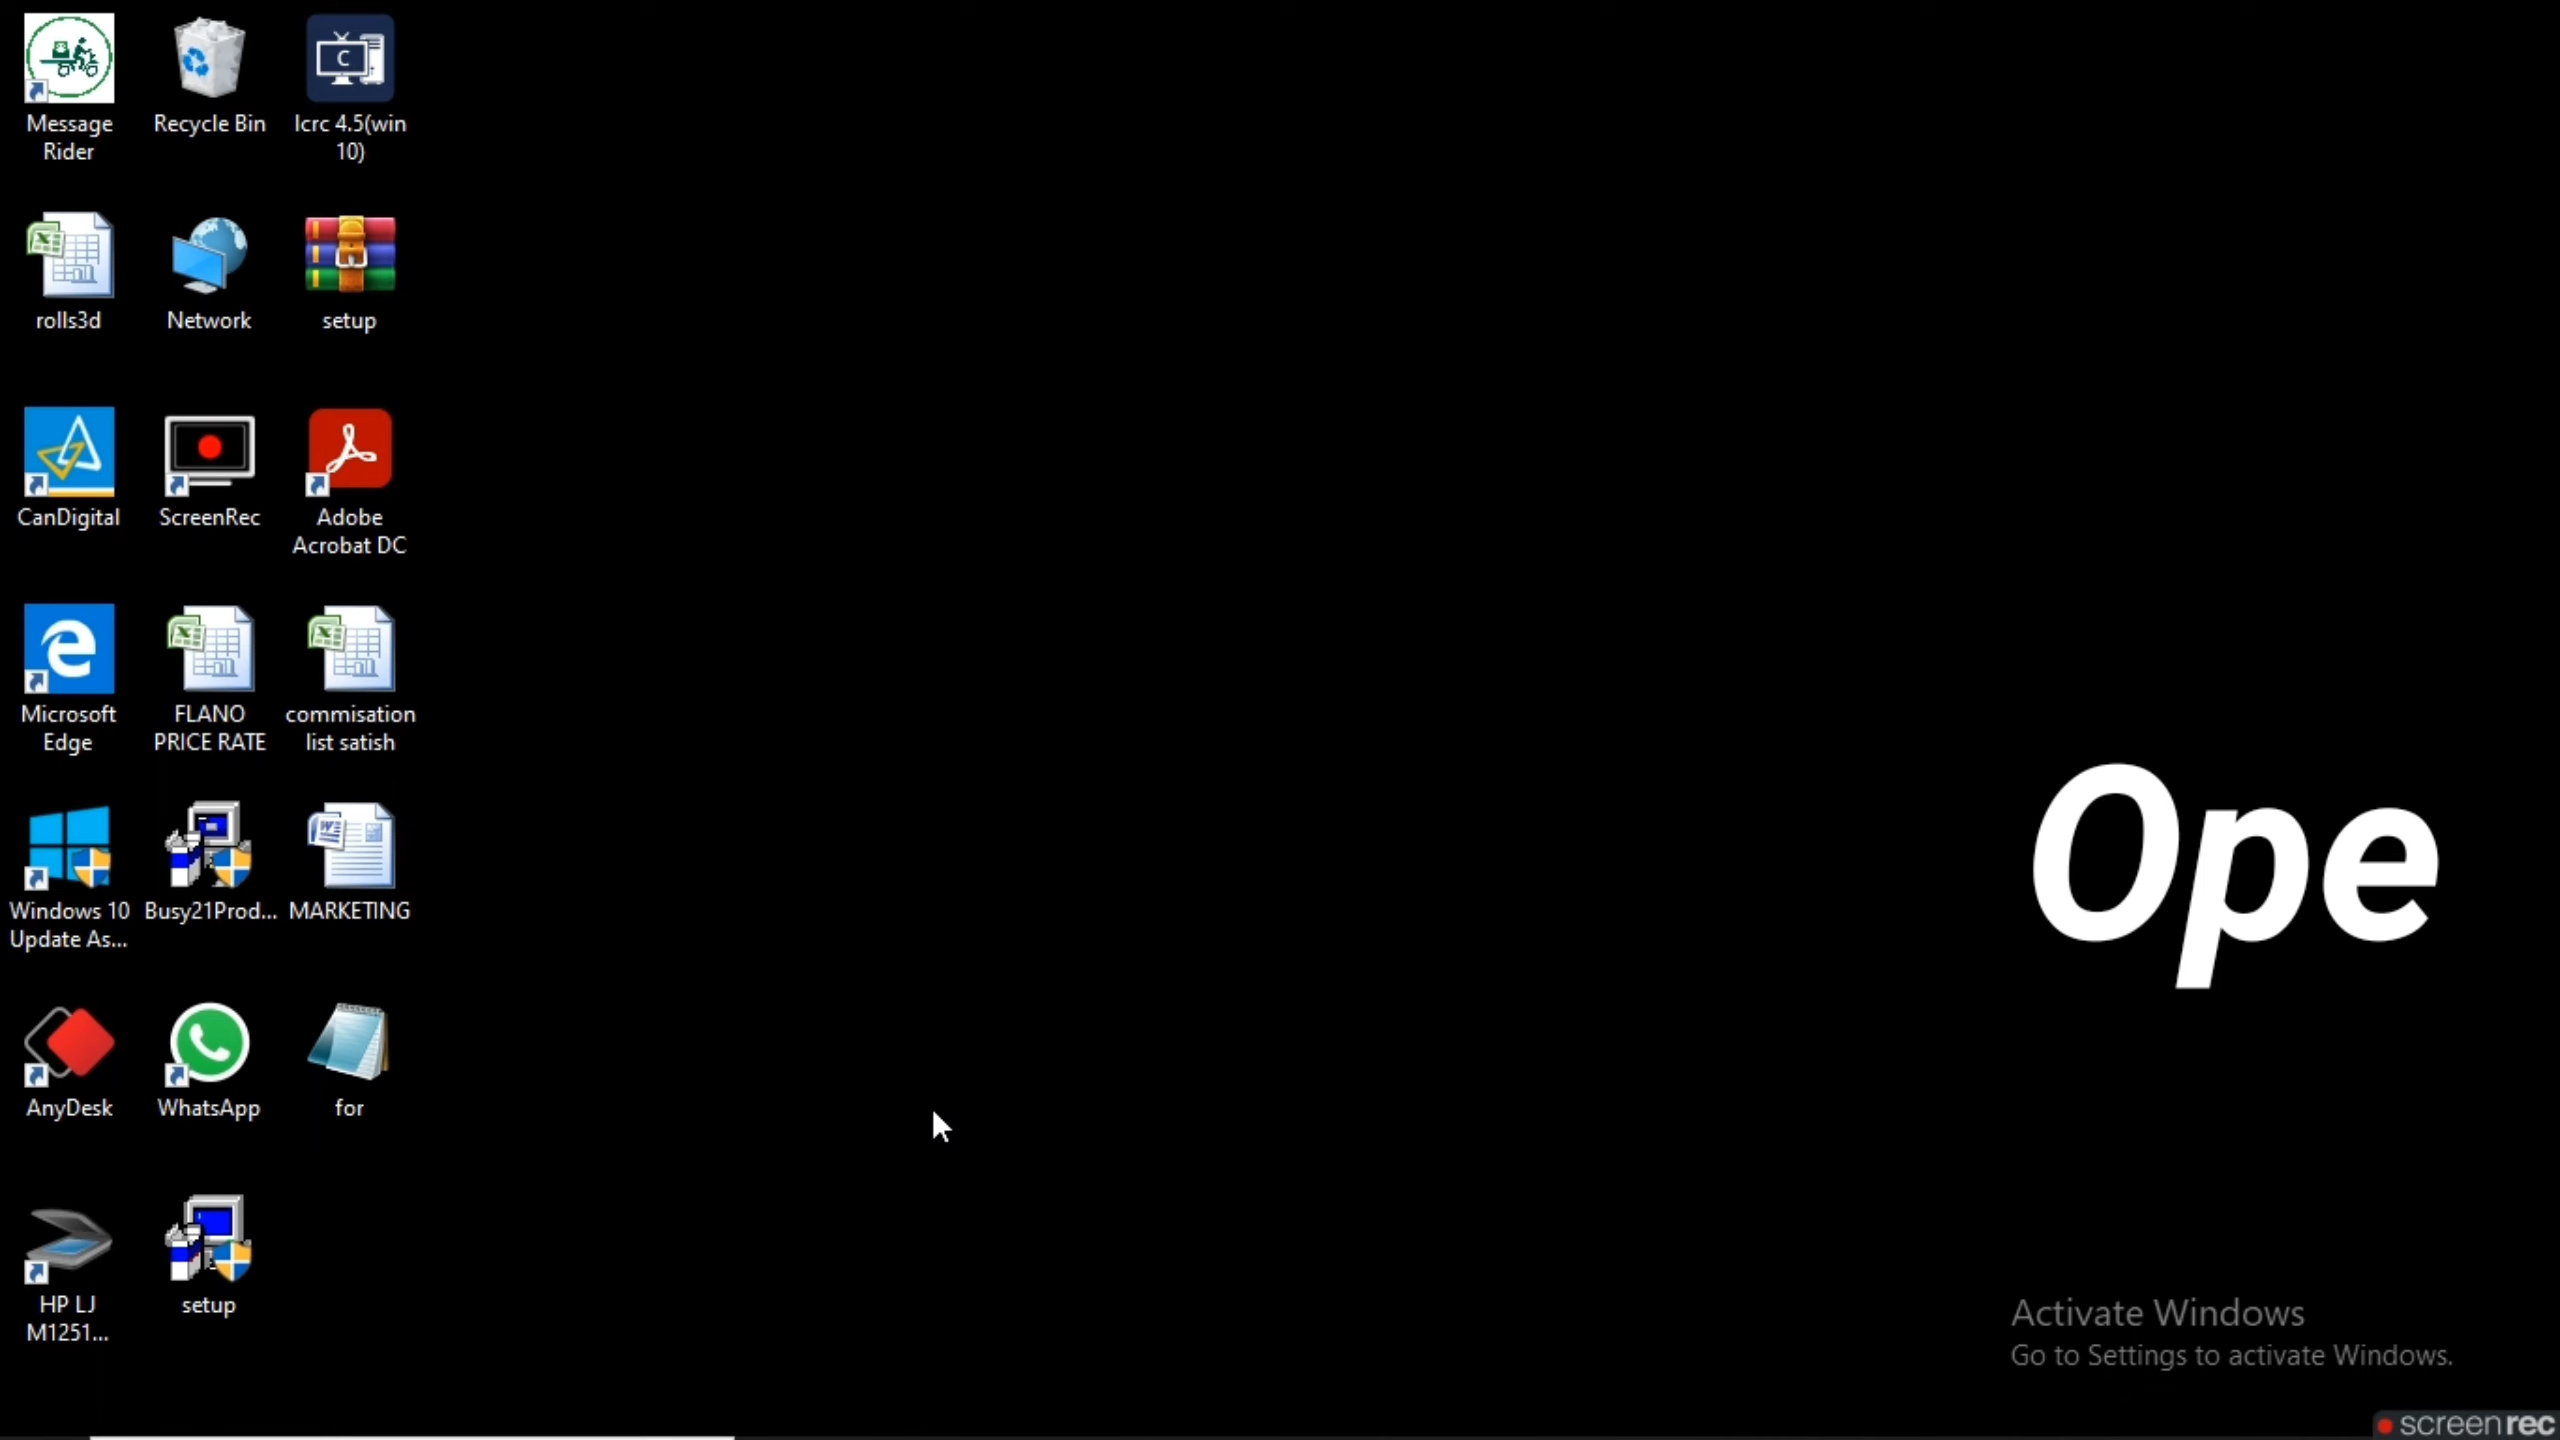 Message
Rider
Recycle Bin
lcrc 4.5(win
10)
rolls3d
Network
setup
CanDigital
ScreenRec
Adobe
Acrobat DC
Microsoft
Edge
FLANO
PRICE RATE
commisation
list satish
Windows 10
Update As...
Busy21Prod...
MARKETING
AnyDesk
WhatsApp
for
HP LJ
M1251...
setup
Ope
Activate Windows
Go to Settings to activate Windows.
screenrec